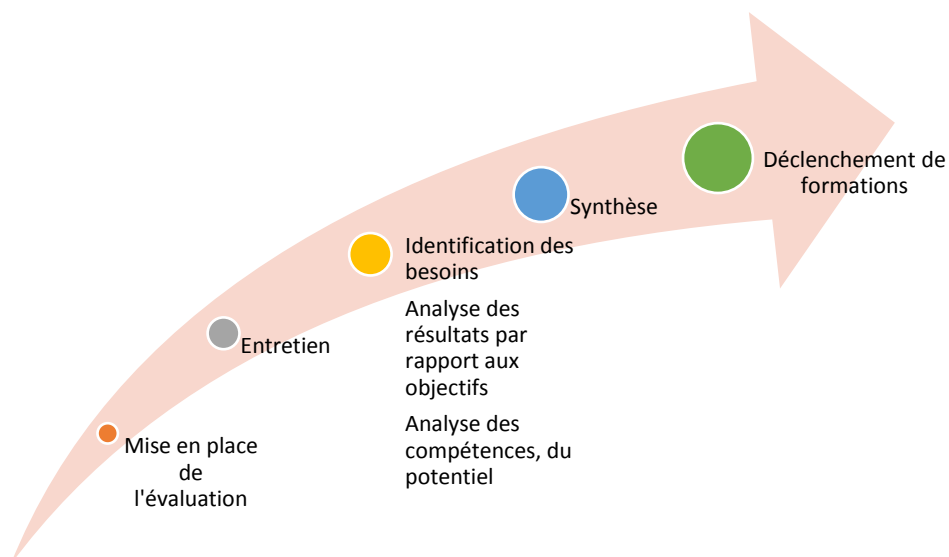 Mise en place
de
l'évaluation
Entretien
Identification des
besoins
Analyse des
résultats par
rapport aux
objectifs
Analyse des
compétences, du
potentiel
Synthèse
Déclenchement de
formations